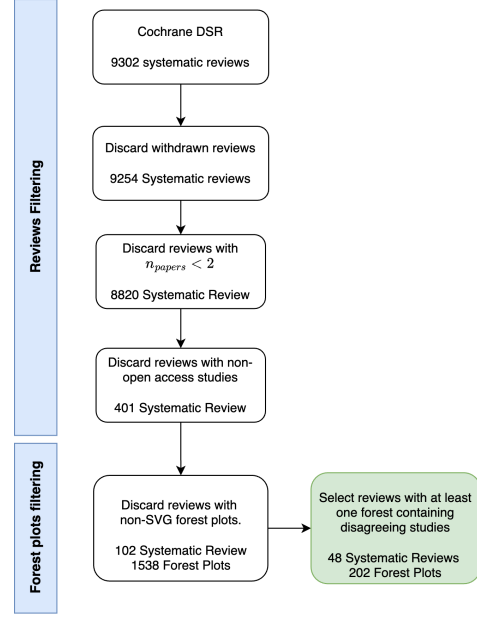 Reviews Filtering
Cochrane DSR
9302 systematic reviews
Discard withdrawn reviews
9254 Systematic reviews
Discard reviews with
n_papers < 2
8820 Systematic Review
Discard reviews with non-
open access studies
401 Systematic Review
Forest plots filtering
Discard reviews with
non-SVG forest plots.
102 Systematic Review
1538 Forest Plots
Select reviews with at least
one forest containing
disagreeing studies
48 Systematic Reviews
202 Forest Plots